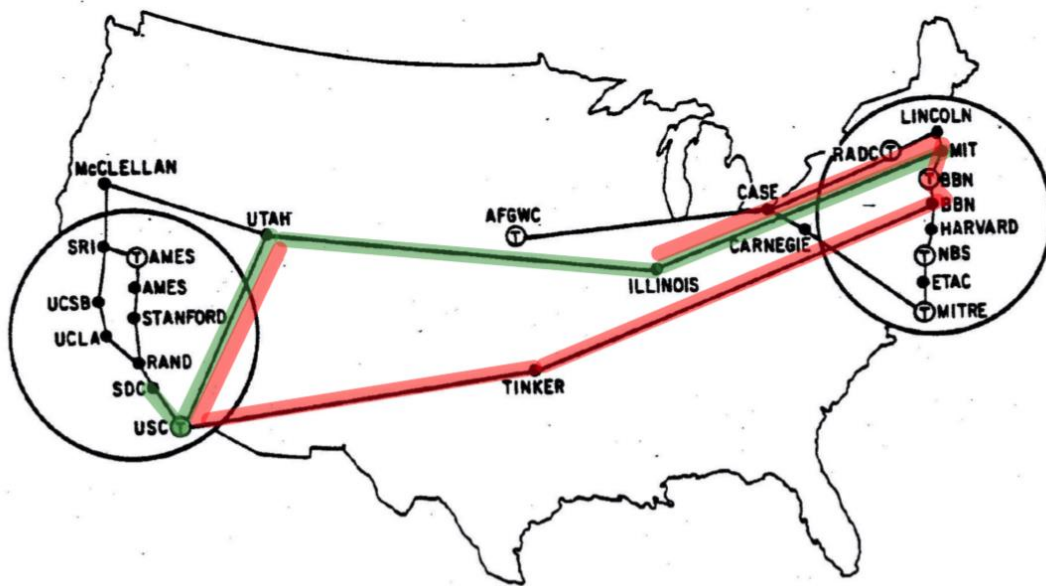 LINCOLN
RADC T
MIT
T BBN
BBN
HARVARD
T NBS
ETAC
T MITRE
CASE
CARNEGIE
AFGWC
T
McCLELLAN
UTAH
ILLINOIS
SRI
T AMES
AMES
UCSB
STANFORD
UCLA
RAND
SDC
USC T
TINKER